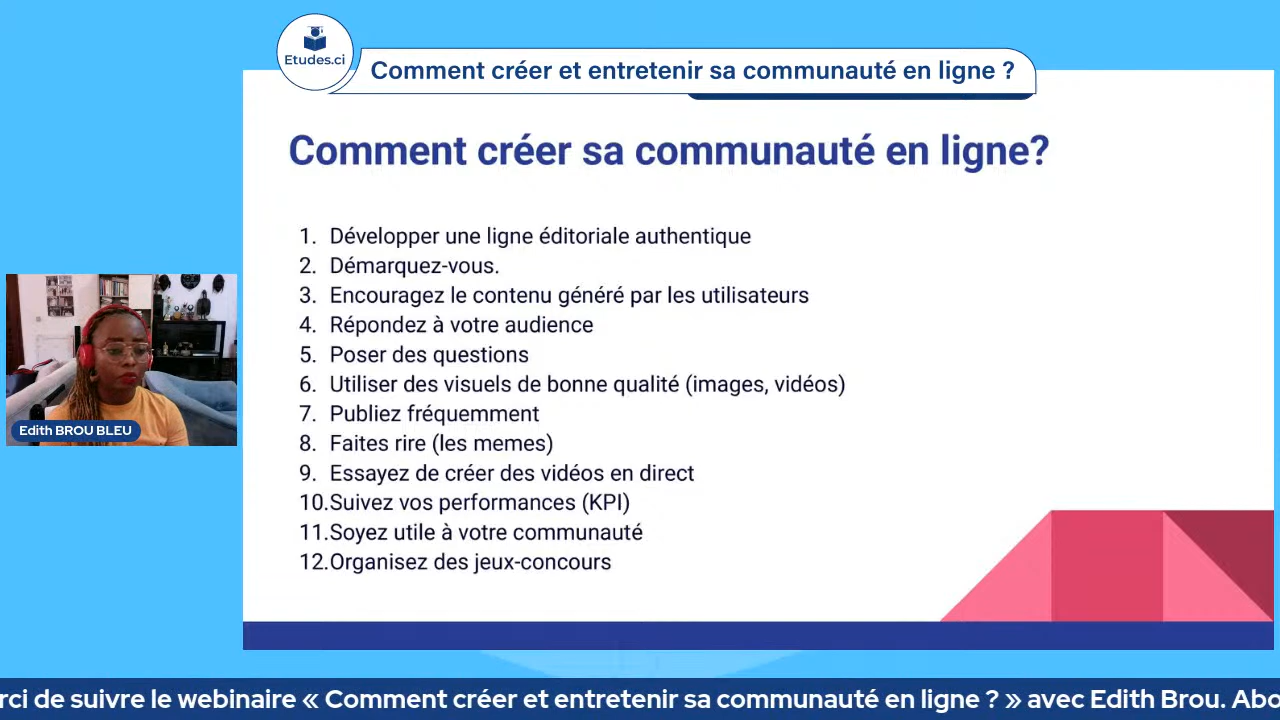 Etudes.ci
Comment créer et entretenir sa communauté en ligne ?
Comment créer sa communauté en ligne?
1. Développer une ligne éditoriale authentique
2. Démarquez-vous.
3. Encouragez le contenu généré par les utilisateurs
4. Répondez à votre audience
5. Poser des questions
6. Utiliser des visuels de bonne qualité (images, vidéos)
7. Publiez fréquemment
8. Faites rire (les memes)
9. Essayez de créer des vidéos en direct
10.Suivez vos performances (KPI)
11.Soyez utile à votre communauté
12.Organisez des jeux-concours
Edith BROU BLEU
rci de suivre le webinaire « Comment créer et entretenir sa communauté en ligne ? » avec Edith Brou. Abo